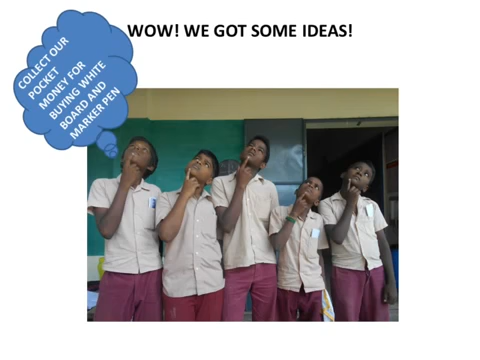 WOW! WE GOT SOME IDEAS!
COLLECT OUR
POCKET
MONEY FOR
BUYING WHITE
BOARD AND
MARKER PEN